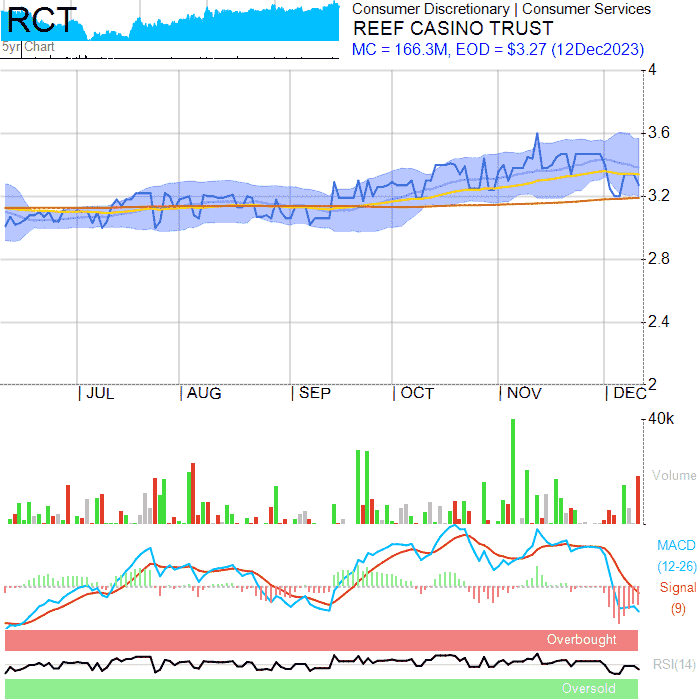 RCT
Consumer Discretionary | Consumer Services
REEF CASINO TRUST
MC = 166.3M, EOD = $3.27 (12Dec2023)
5yr Chart
4
3.6
3.2
2.8
2.4
2
| JUL | AUG | SEP | OCT | NOV | DEC
40k
Volume
MACD
(12-26)
Signal
(9)
Overbought
RSI(14)
Oversold